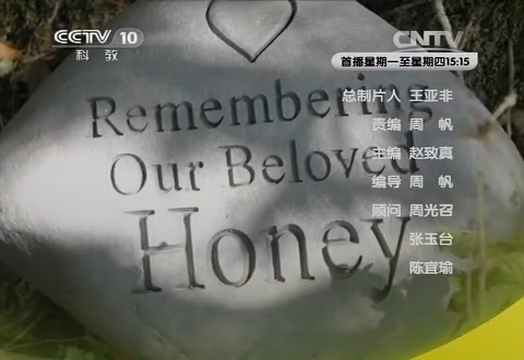 CCTV 10
科教
CNTV
首播星期一至星期四15:15
Remembering
Our Beloved
Honey
总制片人 王亚非
责编 周 帆
主编 赵致真
编导 周 帆
顾问 周光召
张玉台
陈宜瑜